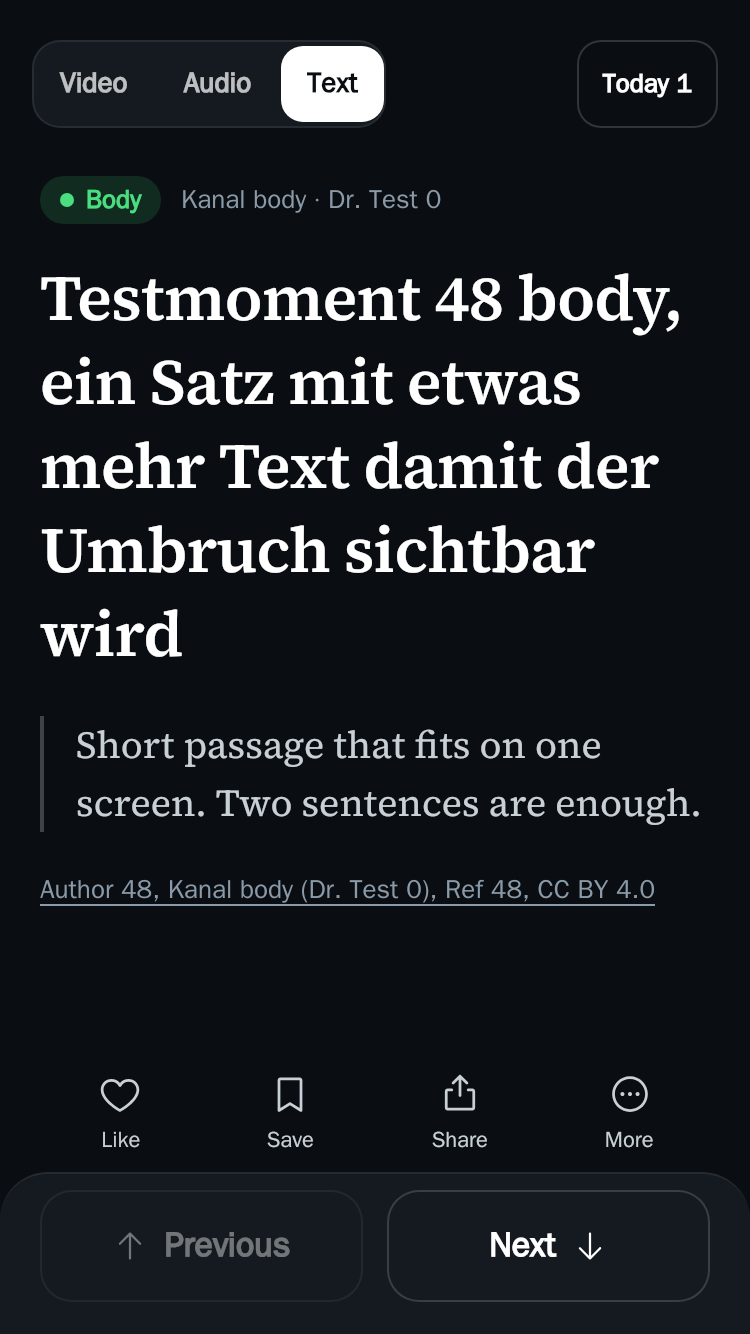 Video Audio Text Today 1
Body Kanal body · Dr. Test 0
Testmoment 48 body,
ein Satz mit etwas
mehr Text damit der
Umbruch sichtbar
wird
Short passage that fits on one
screen. Two sentences are enough.
Author 48, Kanal body (Dr. Test 0), Ref 48, CC BY 4.0
Like Save Share More
Previous Next